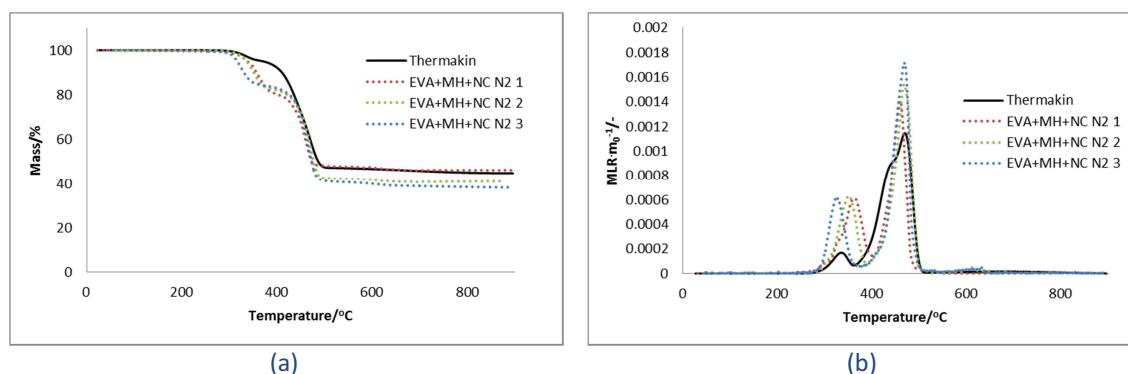 100
80
60
40
20
0
Mass/%
0
200
400
600
800
Temperature/°C
Thermakin
EVA+MH+NC N2 1
EVA+MH+NC N2 2
EVA+MH+NC N2 3
(a)
0.002
0.0018
0.0016
0.0014
0.0012
0.001
0.0008
0.0006
0.0004
0.0002
0
MLR·m₀⁻¹/-
0
200
400
600
800
Temperature/°C
Thermakin
EVA+MH+NC N2 1
EVA+MH+NC N2 2
EVA+MH+NC N2 3
(b)